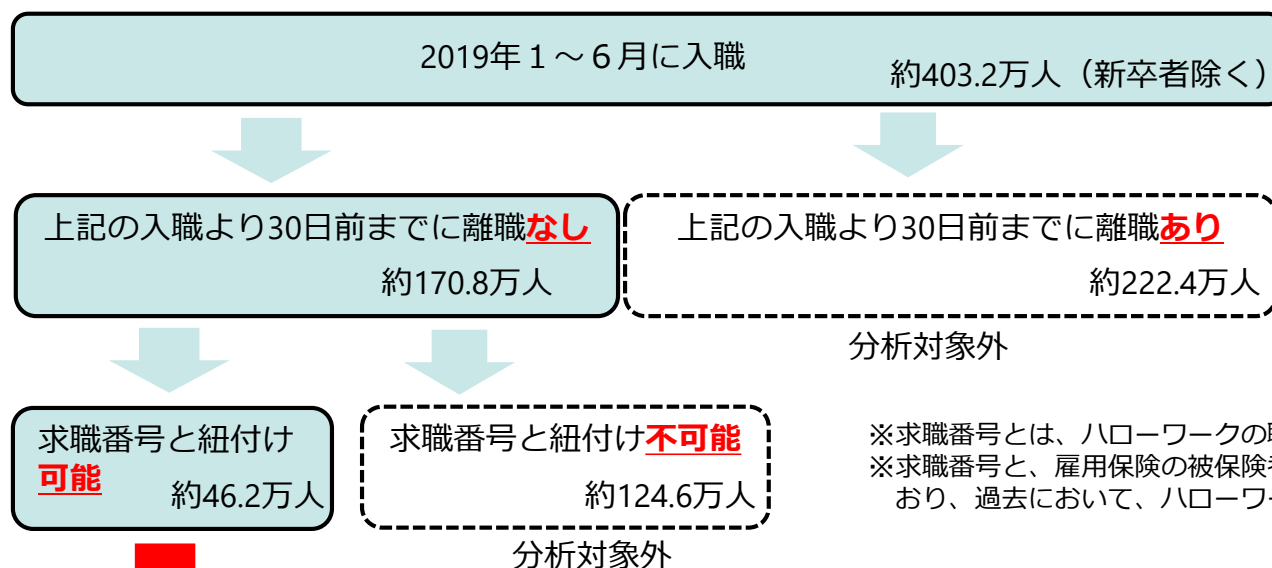 2019年１～６月に入職
約403.2万人（新卒者除く）
上記の入職より30日前までに離職なし
約170.8万人
上記の入職より30日前までに離職あり
約222.4万人
分析対象外
求職番号と紐付け
可能
約46.2万人
求職番号と紐付け不可能
約124.6万人
分析対象外
※求職番号とは、ハローワークの
※求職番号と、雇用保険の被保険
おり、過去において、ハローワー